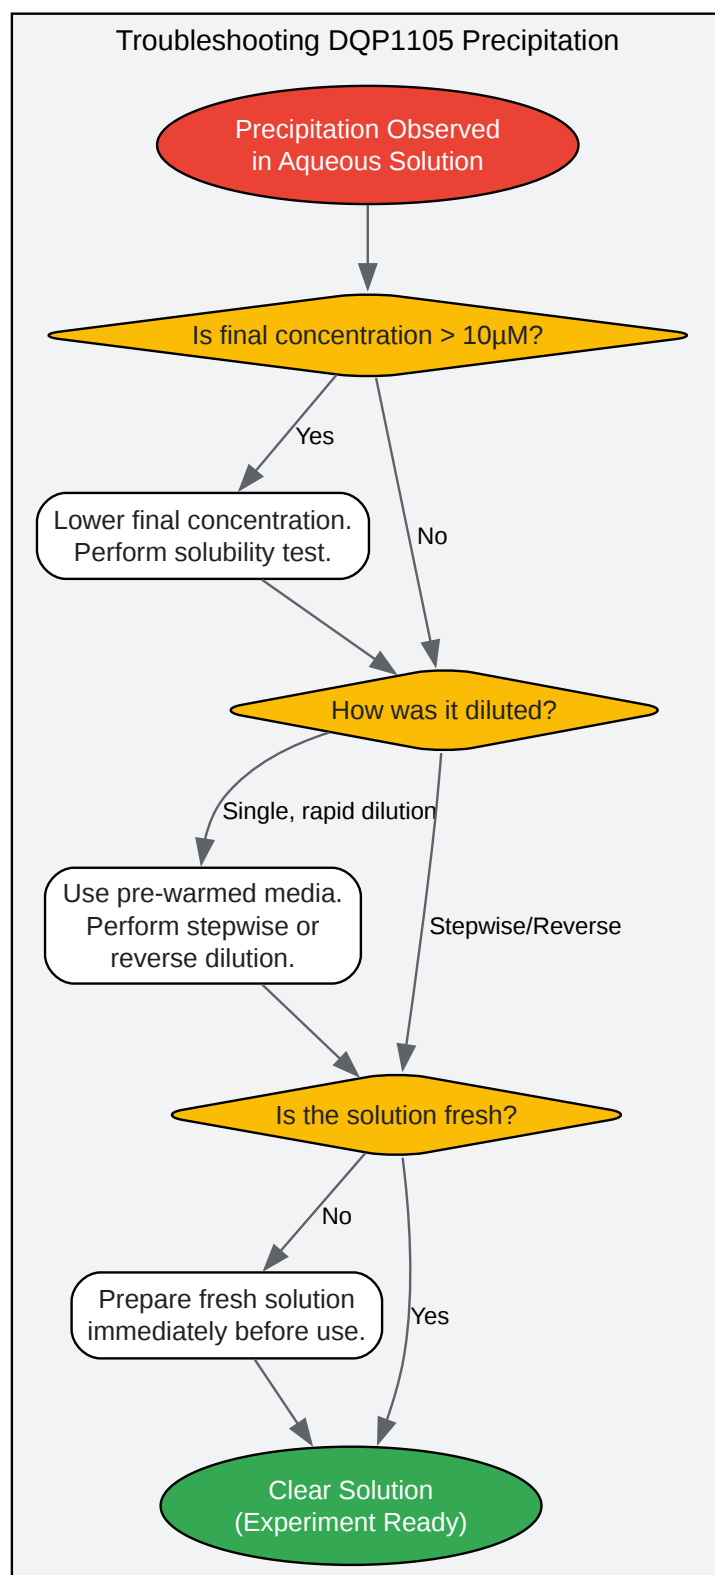 Troubleshooting DQP1105 Precipitation
Precipitation Observed
in Aqueous Solution
Is final concentration > 10µM?
Yes
Lower final concentration.
Perform solubility test.
No
How was it diluted?
Single, rapid dilution
Use pre-warmed media.
Perform stepwise or
reverse dilution.
Stepwise/Reverse
Is the solution fresh?
No
Prepare fresh solution
immediately before use.
Yes
Clear Solution
(Experiment Ready)